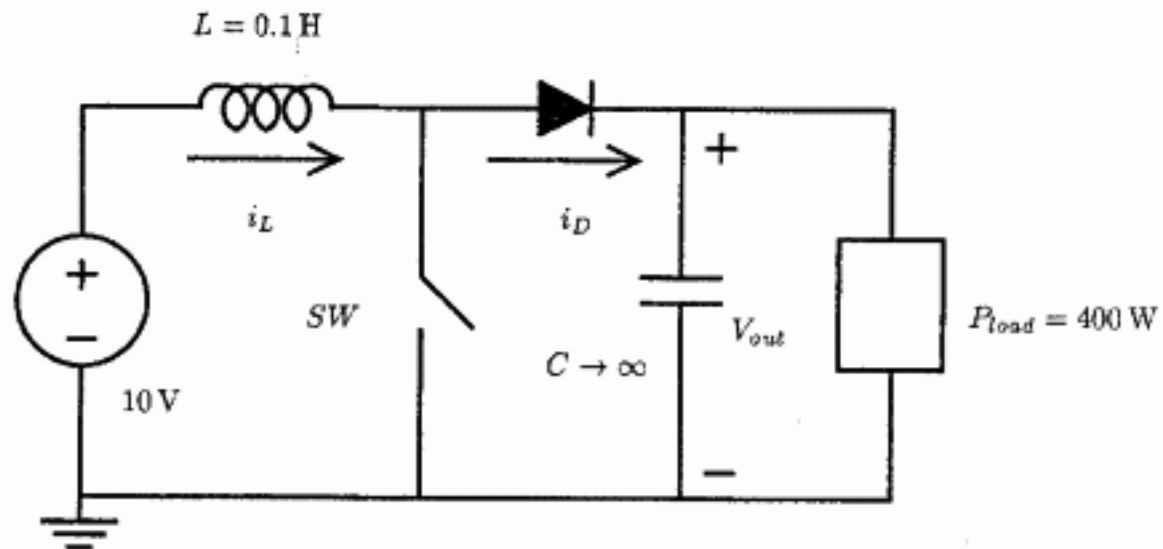 L = 0.1 H
i_L
i_D
+
+
−
SW
10 V
C → ∞
V_out
−
P_load = 400 W